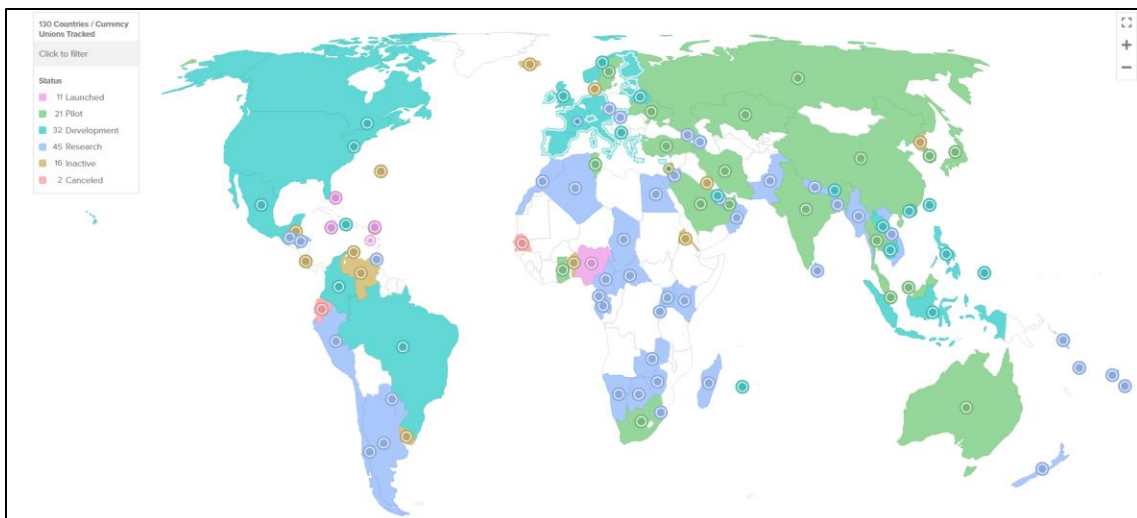 130 Countries / Currency
Unions Tracked
Click to filter
Status
11 Launched
21 Pilot
32 Development
45 Research
16 Inactive
2 Canceled
+
−